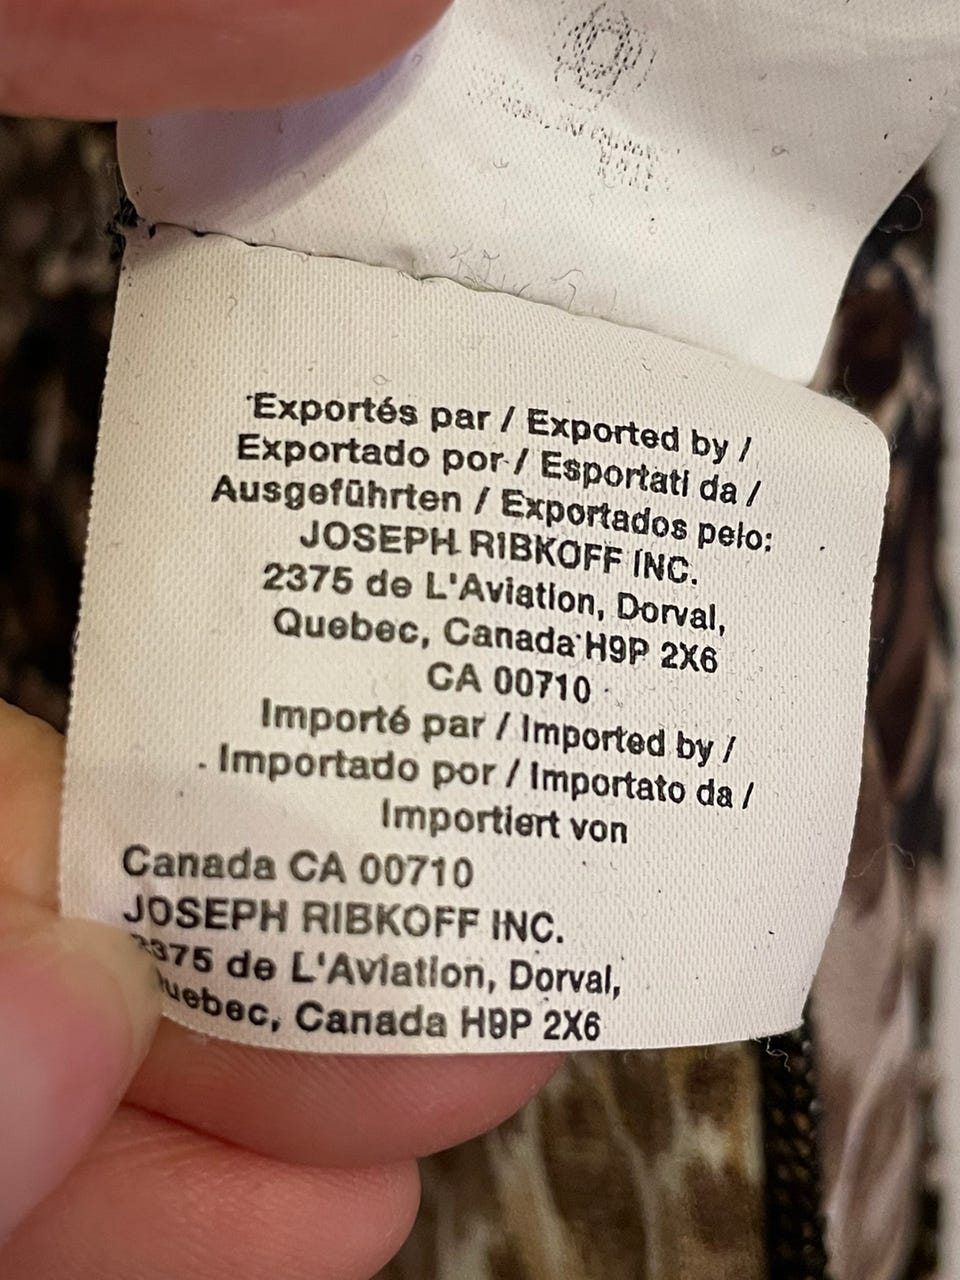 Exportés par / Exported by /
Exportado por / Esportati da /
Ausgeführten / Exportados pelo:
JOSEPH RIBKOFF INC.
2375 de L'Aviation, Dorval,
Quebec, Canada H9P 2X6
CA 00710
Importé par / Imported by /
Importado por / Importato da /
Importiert von
Canada CA 00710
JOSEPH RIBKOFF INC.
2375 de L'Aviation, Dorval,
Quebec, Canada H9P 2X6